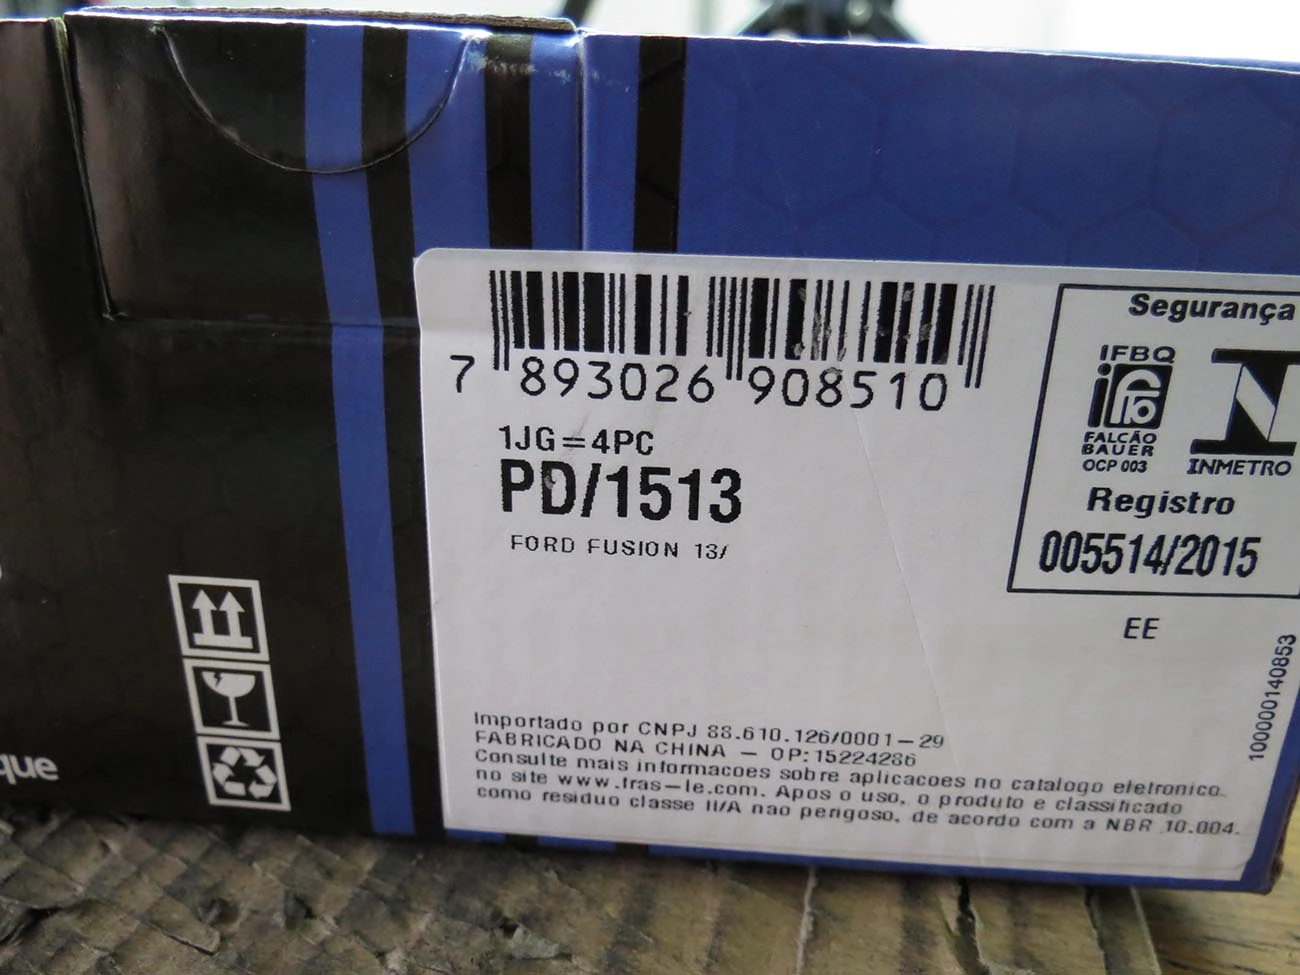 7 893026 908510
1JG=4PC
PD/1513
FORD FUSION 13/
Segurança
IFBQ
FALCÃO
BAUER
OCP 003
INMETRO
Registro
005514/2015
EE
100000140853
Importado por CNPJ 88.610.126/0001-29
FABRICADO NA CHINA - OP:15224286
Consulte mais informacoes sobre aplicacoes no catalogo eletronico
no site www.fras-le.com. Apos o uso, o produto e classificado
como residuo classe II/A nao perigoso, de acordo com a NBR 10.004.
que